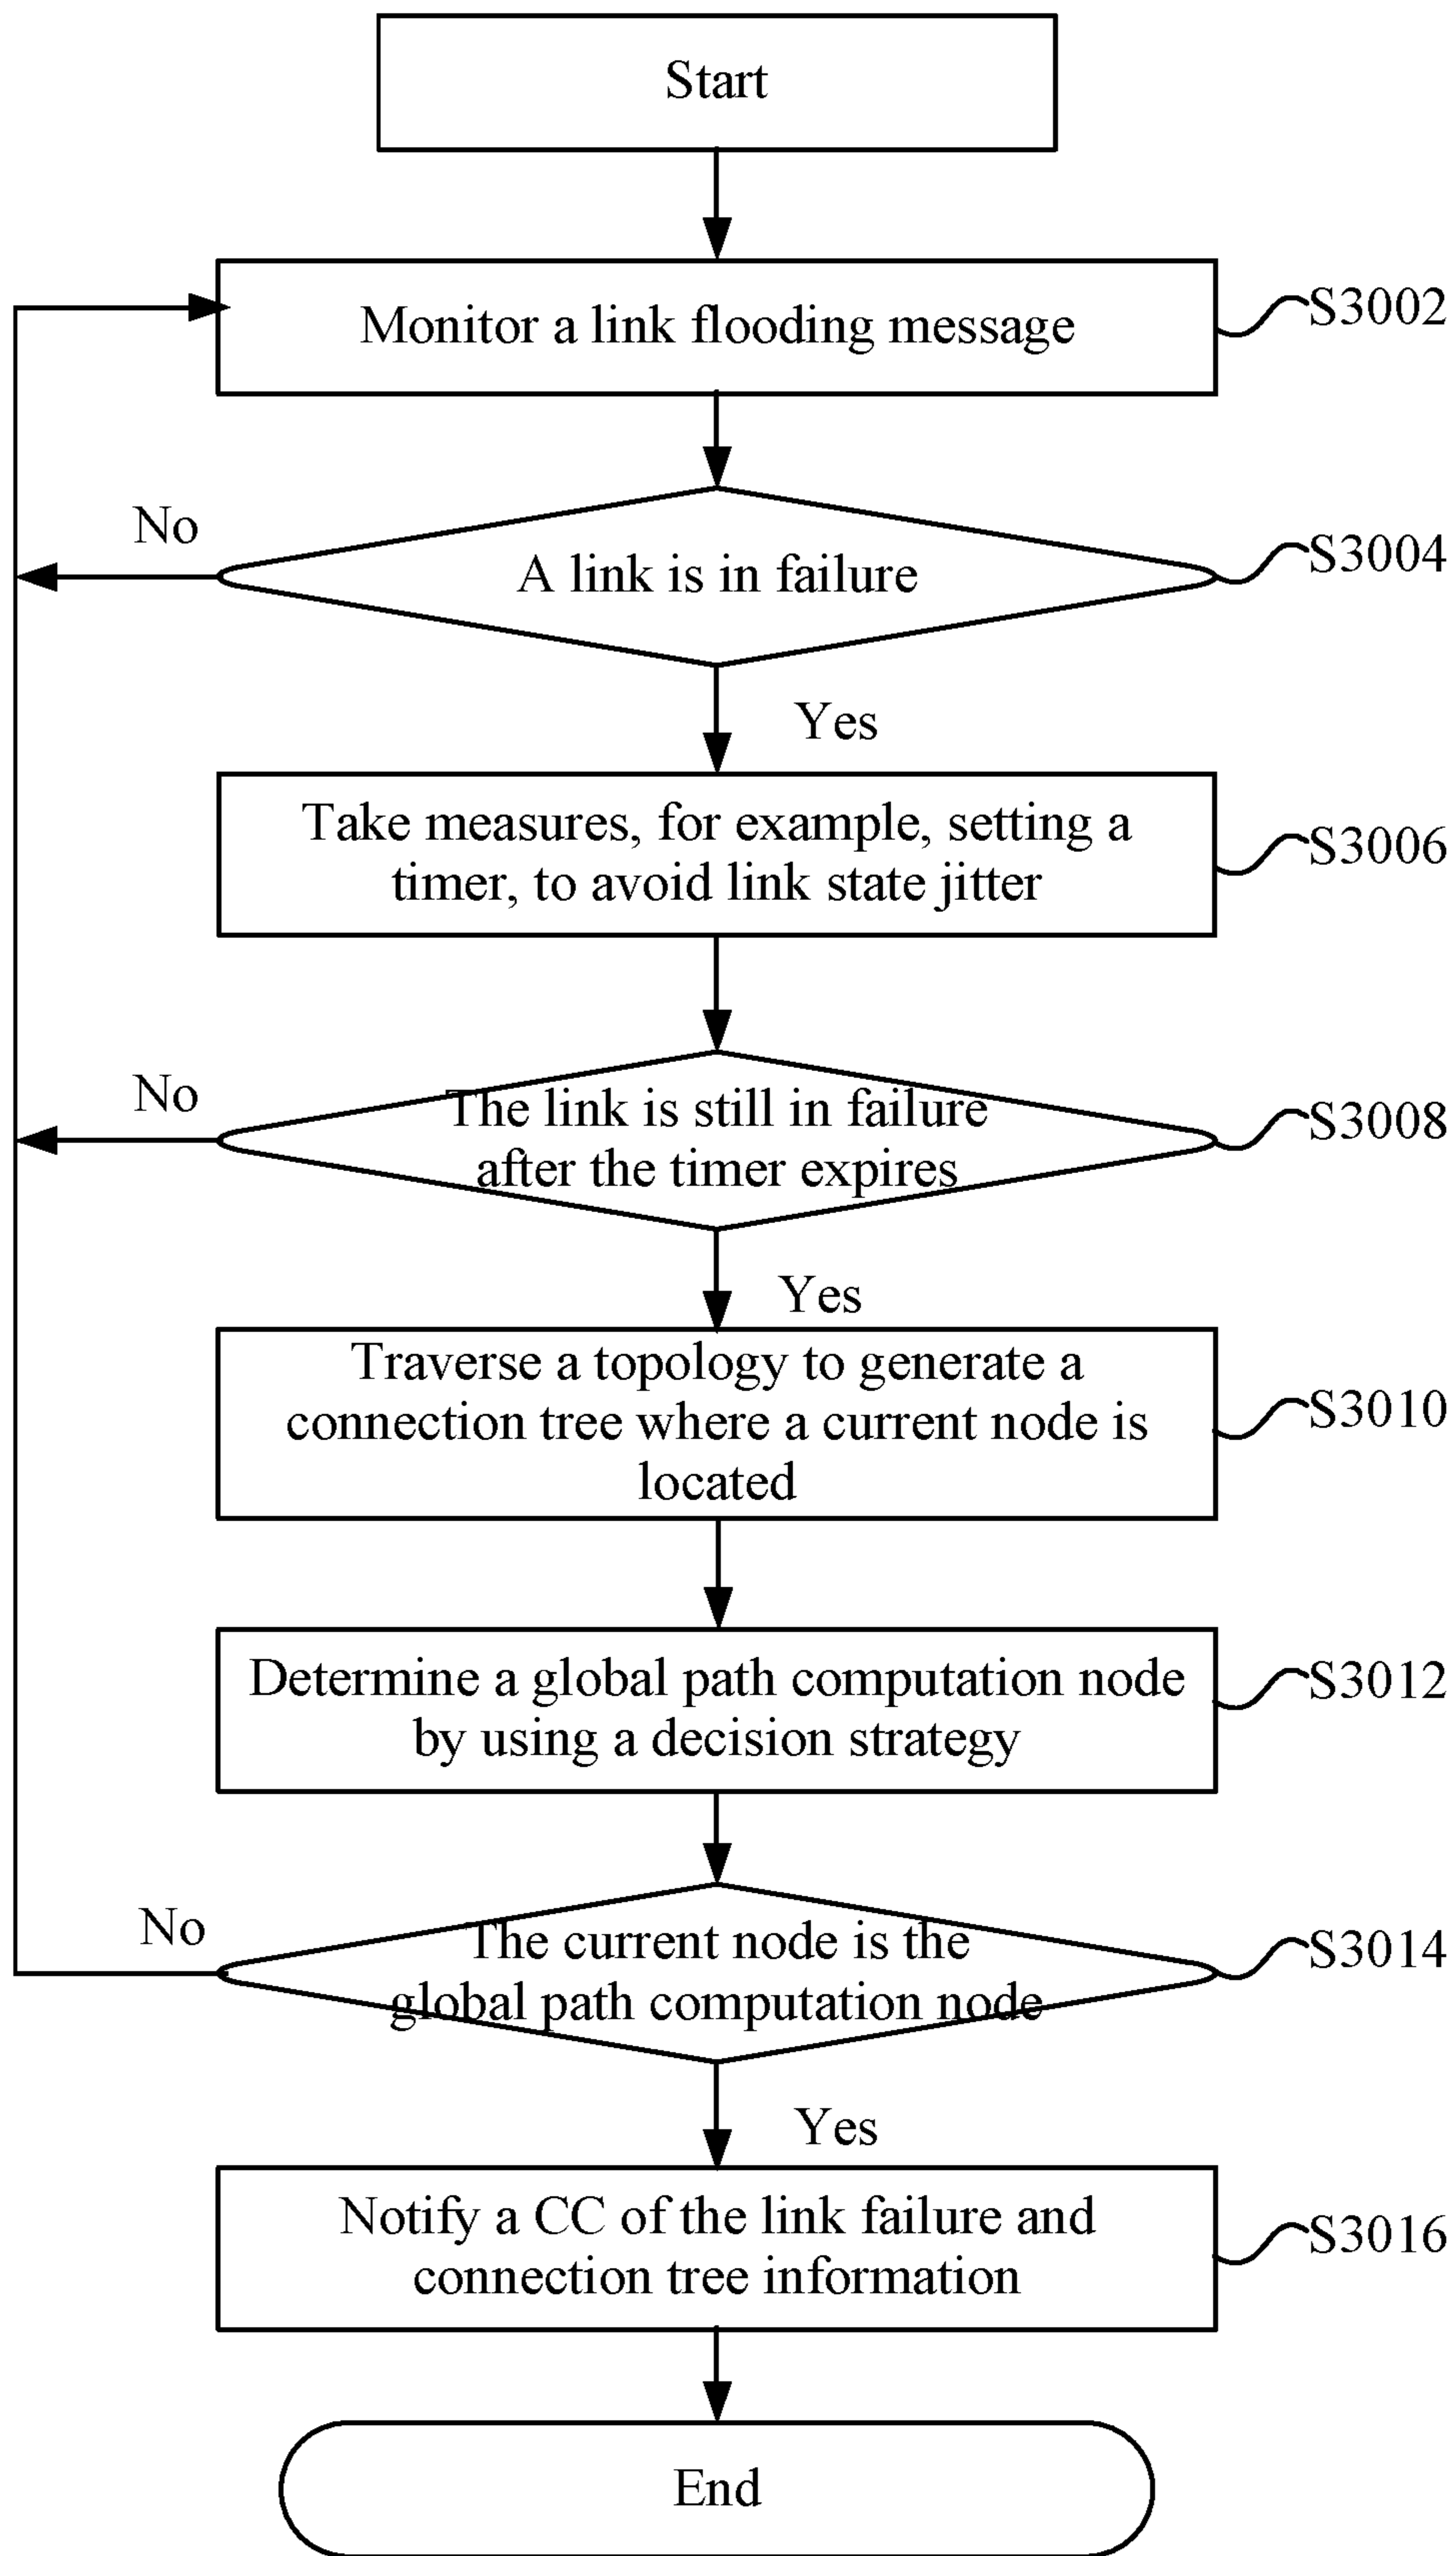 Start
Monitor a link flooding message
S3002
No
A link is in failure
S3004
Yes
Take measures, for example, setting a
timer, to avoid link state jitter
S3006
No
The link is still in failure
after the timer expires
S3008
Yes
Traverse a topology to generate a
connection tree where a current node is
located
S3010
Determine a global path computation node
by using a decision strategy
S3012
No
The current node is the
global path computation node
S3014
Yes
Notify a CC of the link failure and
connection tree information
S3016
End